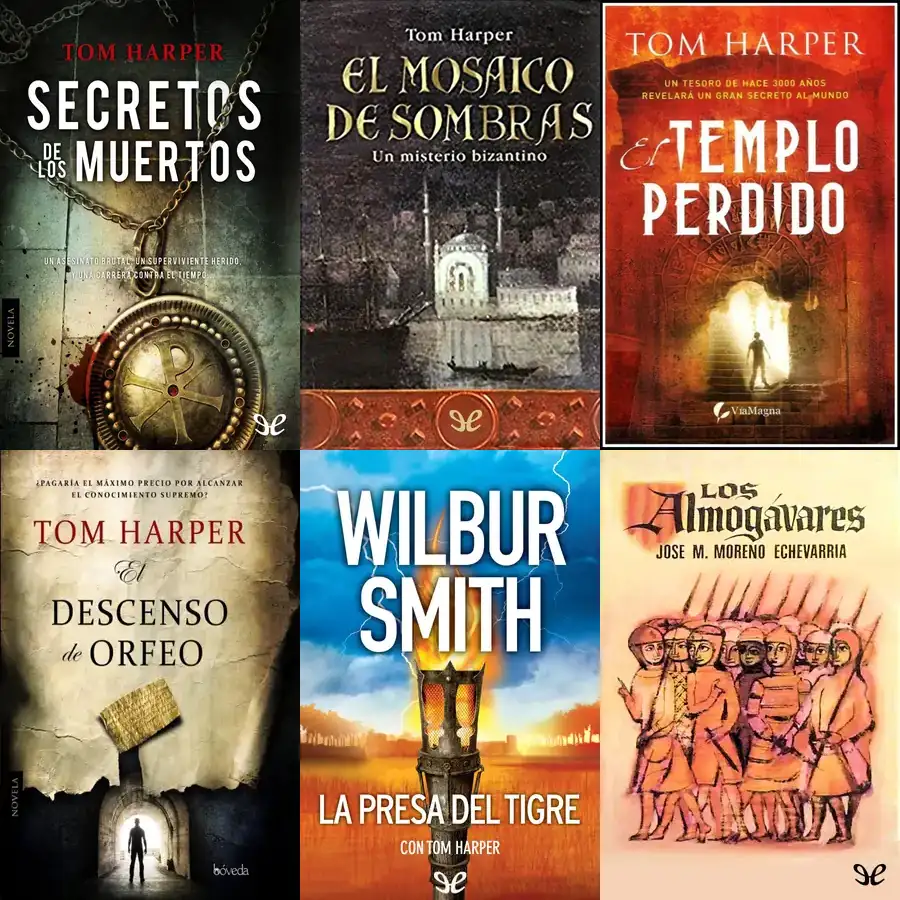 TOM HARPER
SECRETOS
DE LOS MUERTOS
UN ASESINATO BRUTAL, UN SUPERVIVIENTE HERIDO,
Y UNA CARRERA CONTRA EL TIEMPO...
NOVELA
Tom Harper
EL MOSAICO
DE SOMBRAS
Un misterio bizantino
TOM HARPER
UN TESORO DE HACE 3000 AÑOS
REVELARÁ UN GRAN SECRETO AL MUNDO
El TEMPLO
PERDIDO
ViaMagna
¿PAGARÍA EL MÁXIMO PRECIO POR ALCANZAR
EL CONOCIMIENTO SUPREMO?
TOM HARPER
El
DESCENSO
de ORFEO
NOVELA
bóveda
WILBUR
SMITH
LA PRESA DEL TIGRE
CON TOM HARPER
LOS
Almogávares
JOSE M. MORENO ECHEVARRIA